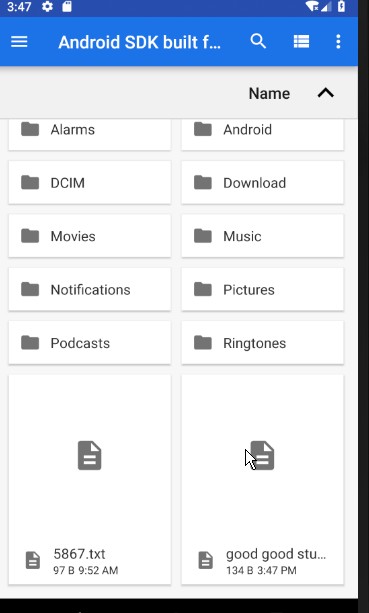 3:47
Android SDK built f...
Name
Alarms
Android
DCIM
Download
Movies
Music
Notifications
Pictures
Podcasts
Ringtones
5867.txt
97 B 9:52 AM
good good stu...
134 B 3:47 PM